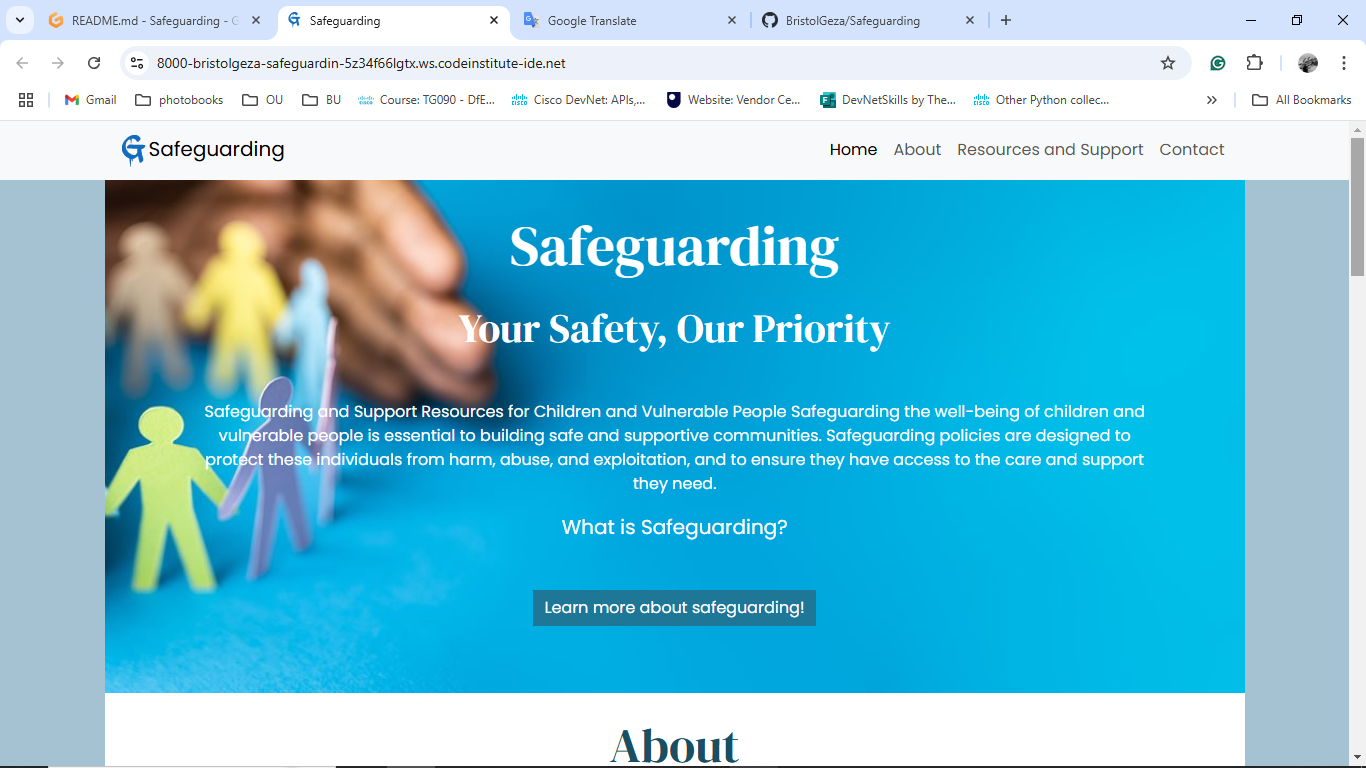 README.md - Safeguarding - G
Safeguarding
Google Translate
BristolGeza/Safeguarding
8000-bristolgeza-safeguardin-5z34f66lgtx.ws.codeinstitute-ide.net
Gmail
photobooks
OU
BU
Course: TG090 - DfE...
Cisco DevNet: APIs,...
Website: Vendor Ce...
DevNetSkills by The...
Other Python collec...
All Bookmarks
Safeguarding
Home
About
Resources and Support
Contact
Safeguarding
Your Safety, Our Priority
Safeguarding and Support Resources for Children and Vulnerable People Safeguarding the well-being of children and
vulnerable people is essential to building safe and supportive communities. Safeguarding policies are designed to
protect these individuals from harm, abuse, and exploitation, and to ensure they have access to the care and support
they need.
What is Safeguarding?
Learn more about safeguarding!
About